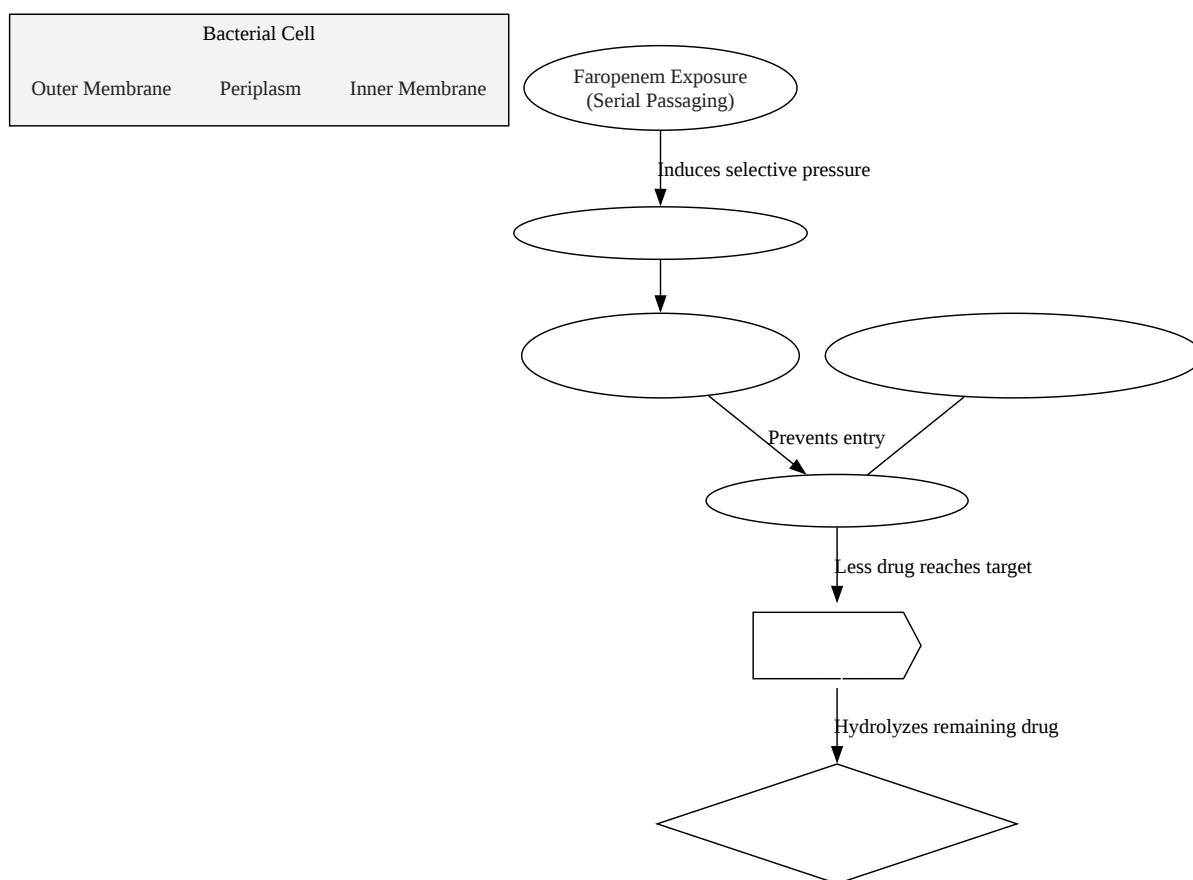 Bacterial Cell
Outer Membrane Periplasm Inner Membrane
Faropenem Exposure
(Serial Passaging)
Induces selective pressure
Prevents entry
Less drug reaches target
Hydrolyzes remaining drug